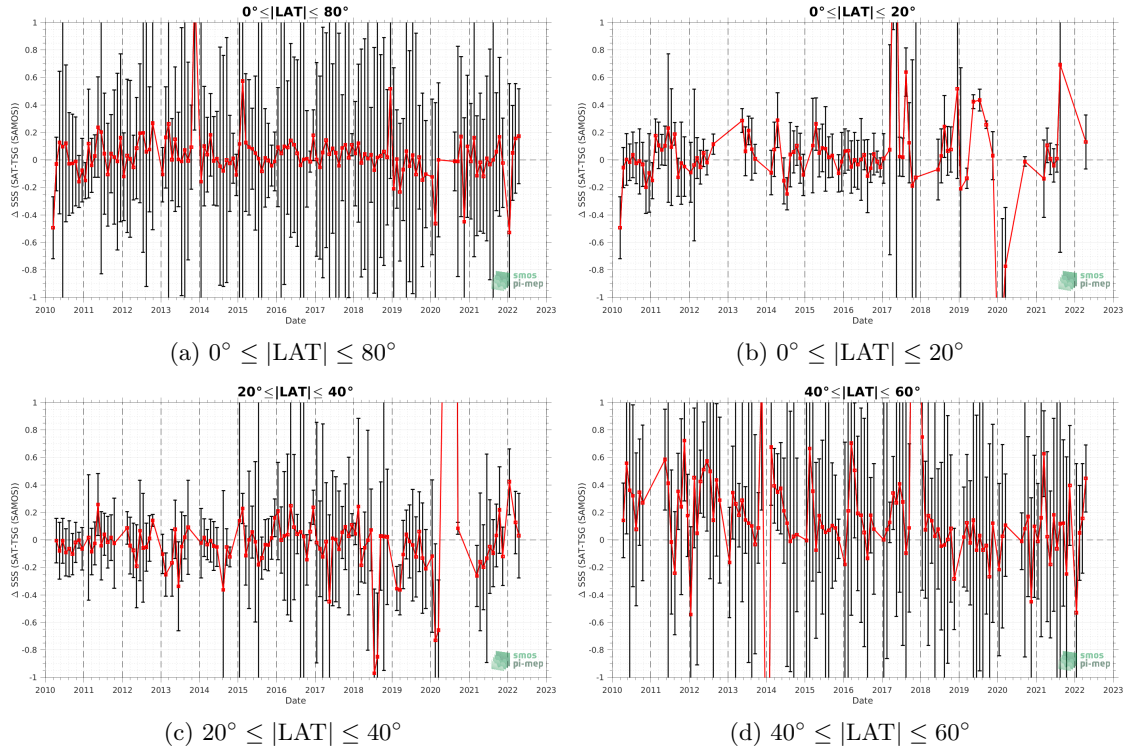 0°≤|LAT|≤ 80°
Δ SSS (SAT-TSG (SAMOS))
1
0.8
0.6
0.4
0.2
0
-0.2
-0.4
-0.6
-0.8
-1
2010 2011 2012 2013 2014 2015 2016 2017 2018 2019 2020 2021 2022 2023
Date
smos
pi-mep
(a) 0° ≤ |LAT| ≤ 80°
0°≤|LAT|≤ 20°
Δ SSS (SAT-TSG (SAMOS))
1
0.8
0.6
0.4
0.2
0
-0.2
-0.4
-0.6
-0.8
-1
2010 2011 2012 2013 2014 2015 2016 2017 2018 2019 2020 2021 2022 2023
Date
smos
pi-mep
(b) 0° ≤ |LAT| ≤ 20°
20°≤|LAT|≤ 40°
Δ SSS (SAT-TSG (SAMOS))
1
0.8
0.6
0.4
0.2
0
-0.2
-0.4
-0.6
-0.8
-1
2010 2011 2012 2013 2014 2015 2016 2017 2018 2019 2020 2021 2022 2023
Date
smos
pi-mep
(c) 20° ≤ |LAT| ≤ 40°
40°≤|LAT|≤ 60°
Δ SSS (SAT-TSG (SAMOS))
1
0.8
0.6
0.4
0.2
0
-0.2
-0.4
-0.6
-0.8
-1
2010 2011 2012 2013 2014 2015 2016 2017 2018 2019 2020 2021 2022 2023
Date
smos
pi-mep
(d) 40° ≤ |LAT| ≤ 60°